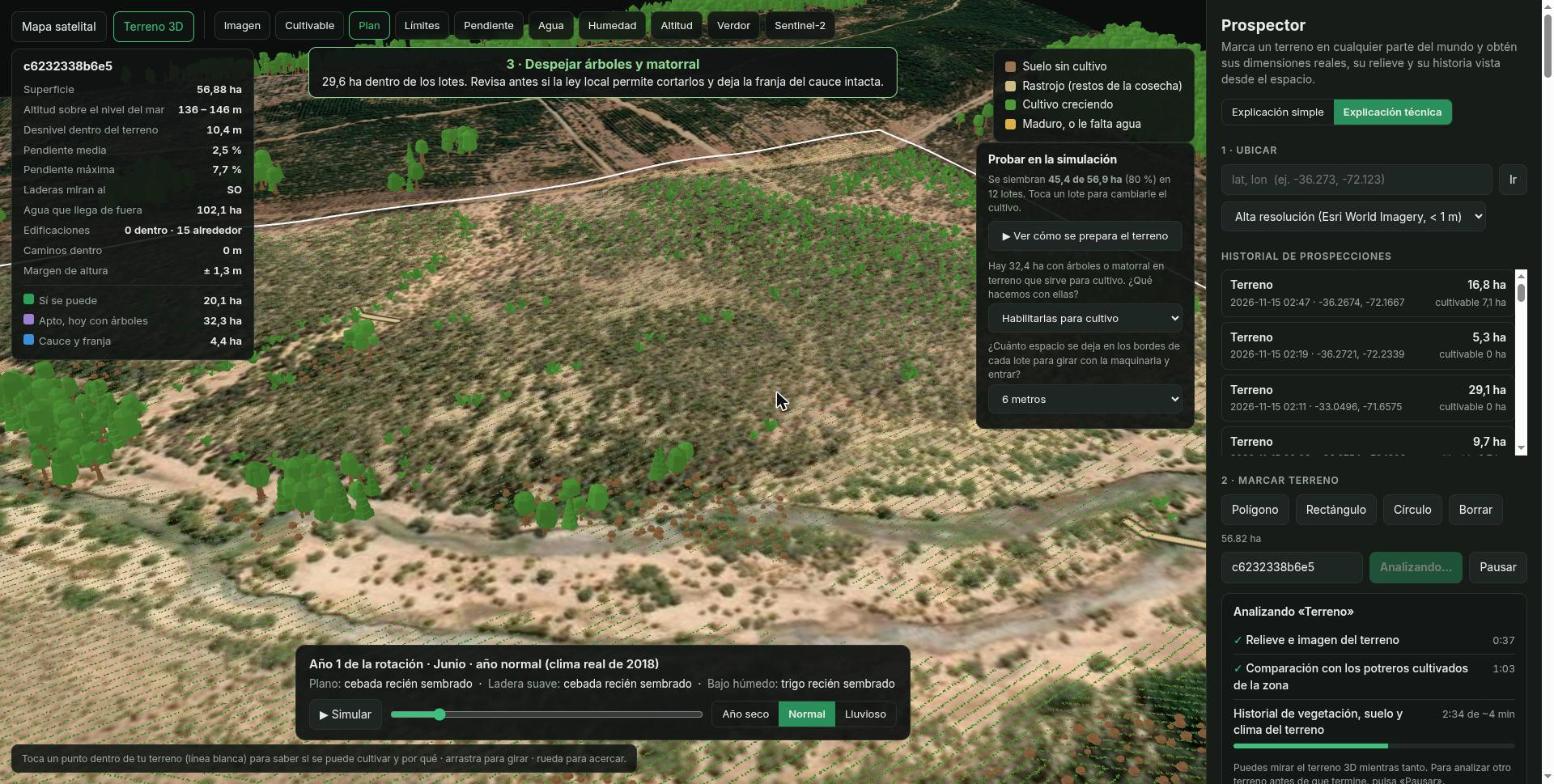 Mapa satelital
Terreno 3D
Imagen
Cultivable
Plan
Límites
Pendiente
Agua
Humedad
Altitud
Verdor
Sentinel-2
c6232338b6e5
Superficie 56,88 ha
Altitud sobre el nivel del mar 136 – 146 m
Desnivel dentro del terreno 10,4 m
Pendiente media 2,5 %
Pendiente máxima 7,7 %
Laderas miran al SO
Agua que llega de fuera 102,1 ha
Edificaciones 0 dentro · 15 alrededor
Caminos dentro 0 m
Margen de altura ± 1,3 m
Sí se puede 20,1 ha
Apto, hoy con árboles 32,3 ha
Cauce y franja 4,4 ha
3 · Despejar árboles y matorral
29,6 ha dentro de los lotes. Revisa antes si la ley local permite cortarlos y deja la franja del cauce intacta.
Suelo sin cultivo
Rastrojo (restos de la cosecha)
Cultivo creciendo
Maduro, o le falta agua
Probar en la simulación
Se siembran 45,4 de 56,9 ha (80 %) en
12 lotes. Toca un lote para cambiarle el
cultivo.
▶ Ver cómo se prepara el terreno
Hay 32,4 ha con árboles o matorral en
terreno que sirve para cultivo. ¿Qué
hacemos con ellas?
Habilitarlas para cultivo
¿Cuánto espacio se deja en los bordes de
cada lote para girar con la maquinaria y
entrar?
6 metros
Año 1 de la rotación · Junio · año normal (clima real de 2018)
Plano: cebada recién sembrado · Ladera suave: cebada recién sembrado · Bajo húmedo: trigo recién sembrado
▶ Simular
Año seco
Normal
Lluvioso
Toca un punto dentro de tu terreno (línea blanca) para saber si se puede cultivar y por qué · arrastra para girar · rueda para acercar.
Prospector
Marca un terreno en cualquier parte del mundo y obtén
sus dimensiones reales, su relieve y su historia vista
desde el espacio.
Explicación simple
Explicación técnica
1 · UBICAR
lat, lon (ej. -36.273, -72.123)
Ir
Alta resolución (Esri World Imagery, < 1 m)
HISTORIAL DE PROSPECCIONES
Terreno 16,8 ha
2026-11-15 02:47 · -36.2674, -72.1667 cultivable 7,1 ha
Terreno 5,3 ha
2026-11-15 02:19 · -36.2721, -72.2339 cultivable 0 ha
Terreno 29,1 ha
2026-11-15 02:11 · -33.0496, -71.6575 cultivable 0 ha
Terreno 9,7 ha
2 · MARCAR TERRENO
Polígono
Rectángulo
Círculo
Borrar
56.82 ha
c6232338b6e5
Analizando...
Pausar
Analizando «Terreno»
✓ Relieve e imagen del terreno 0:37
✓ Comparación con los potreros cultivados 1:03
de la zona
Historial de vegetación, suelo y 2:34 de ~4 min
clima del terreno
Puedes mirar el terreno 3D mientras tanto. Para analizar otro
terreno antes de que termine, pulsa «Pausar».